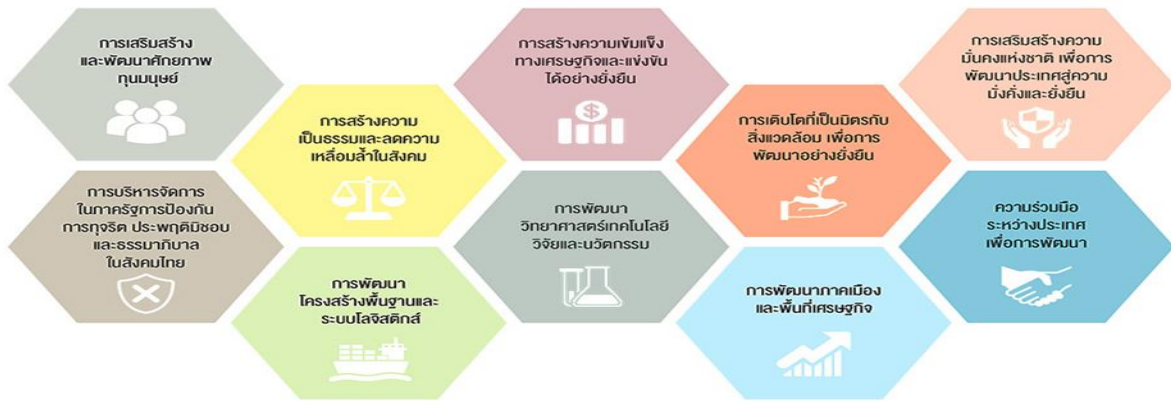 การเสริมสร้าง
และพัฒนาศักยภาพ
ทุนมนุษย์
การสร้างความ
เป็นธรรมและลดความ
เหลื่อมล้ำในสังคม
การสร้างความเข้มแข็ง
ทางเศรษฐกิจและแข่งขัน
ได้อย่างยั่งยืน
การเติบโตที่เป็นมิตรกับ
สิ่งแวดล้อม เพื่อการ
พัฒนาอย่างยั่งยืน
การเสริมสร้างความ
มั่นคงแห่งชาติ เพื่อการ
พัฒนาประเทศสู่ความ
มั่งคั่งและยั่งยืน
การบริหารจัดการ
ในภาครัฐการป้องกัน
การทุจริต ประพฤติมิชอบ
และธรรมาภิบาล
ในสังคมไทย
การพัฒนา
โครงสร้างพื้นฐานและ
ระบบโลจิสติกส์
การพัฒนา
วิทยาศาสตร์เทคโนโลยี
วิจัยและนวัตกรรม
การพัฒนาภาคเมือง
และพื้นที่เศรษฐกิจ
ความร่วมมือ
ระหว่างประเทศ
เพื่อการพัฒนา